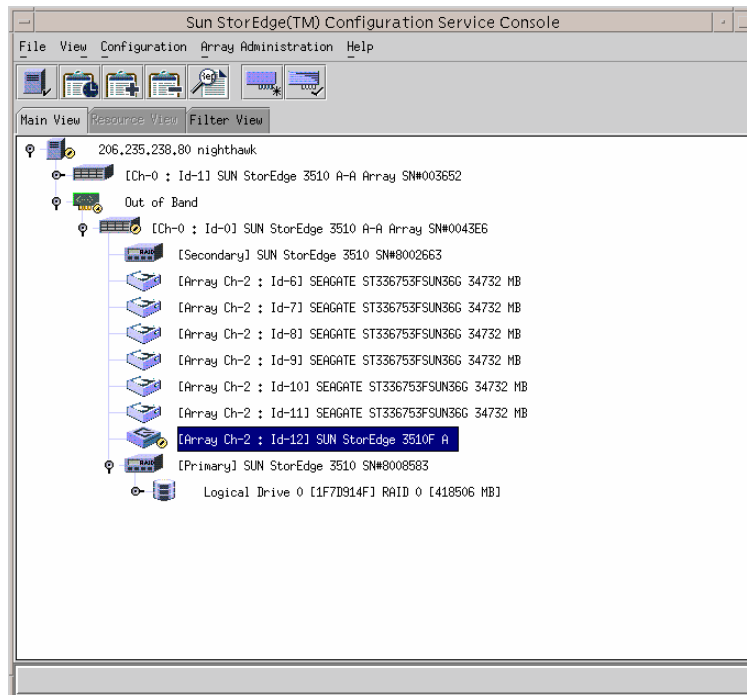 Sun StorEdge(TM) Configuration Service Console
File View Configuration Array Administration Help
Main View Resource View Filter View
206.235.238.80 nighthawk
[Ch-0 : Id-1] SUN StorEdge 3510 A-A Array SN#003652
Out of Band
[Ch-0 : Id-0] SUN StorEdge 3510 A-A Array SN#0043E6
[Secondary] SUN StorEdge 3510 SN#8002663
[Array Ch-2 : Id-6] SEAGATE ST336753FSUN36G 34732 MB
[Array Ch-2 : Id-7] SEAGATE ST336753FSUN36G 34732 MB
[Array Ch-2 : Id-8] SEAGATE ST336753FSUN36G 34732 MB
[Array Ch-2 : Id-9] SEAGATE ST336753FSUN36G 34732 MB
[Array Ch-2 : Id-10] SEAGATE ST336753FSUN36G 34732 MB
[Array Ch-2 : Id-11] SEAGATE ST336753FSUN36G 34732 MB
[Array Ch-2 : Id-12] SUN StorEdge 3510F A
[Primary] SUN StorEdge 3510 SN#8008583
Logical Drive 0 [1F7D914F] RAID 0 [418506 MB]